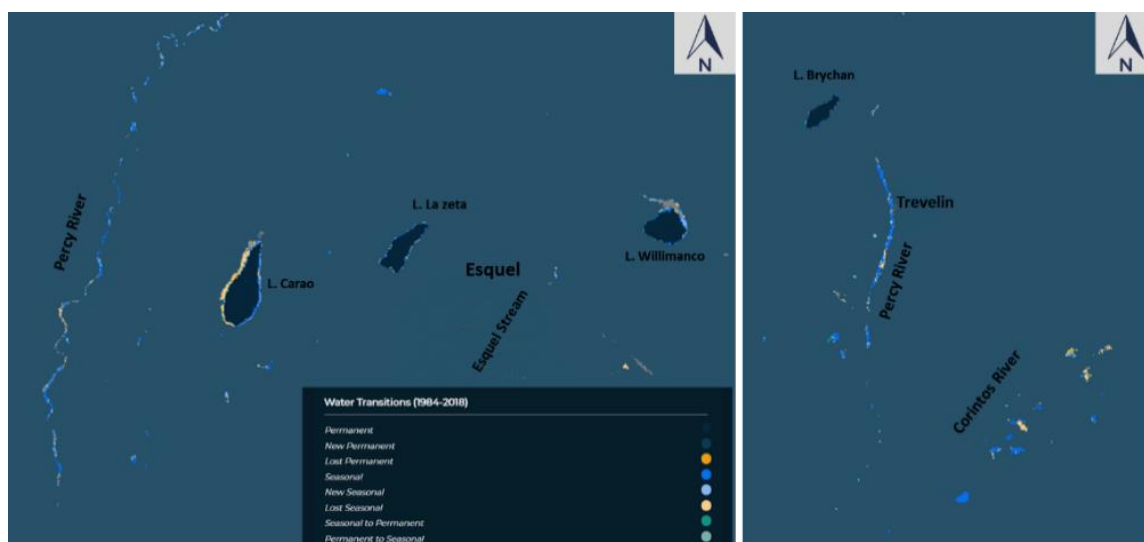 N
Percy River
L. La zeta
L. Carao
Esquel
L. Willimanco
Esquel Stream
Water Transitions (1984-2018)
Permanent
New Permanent
Lost Permanent
Seasonal
New Seasonal
Lost Seasonal
Seasonal to Permanent
Permanent to Seasonal
N
L. Brychan
Trevelin
Percy River
Corintos River